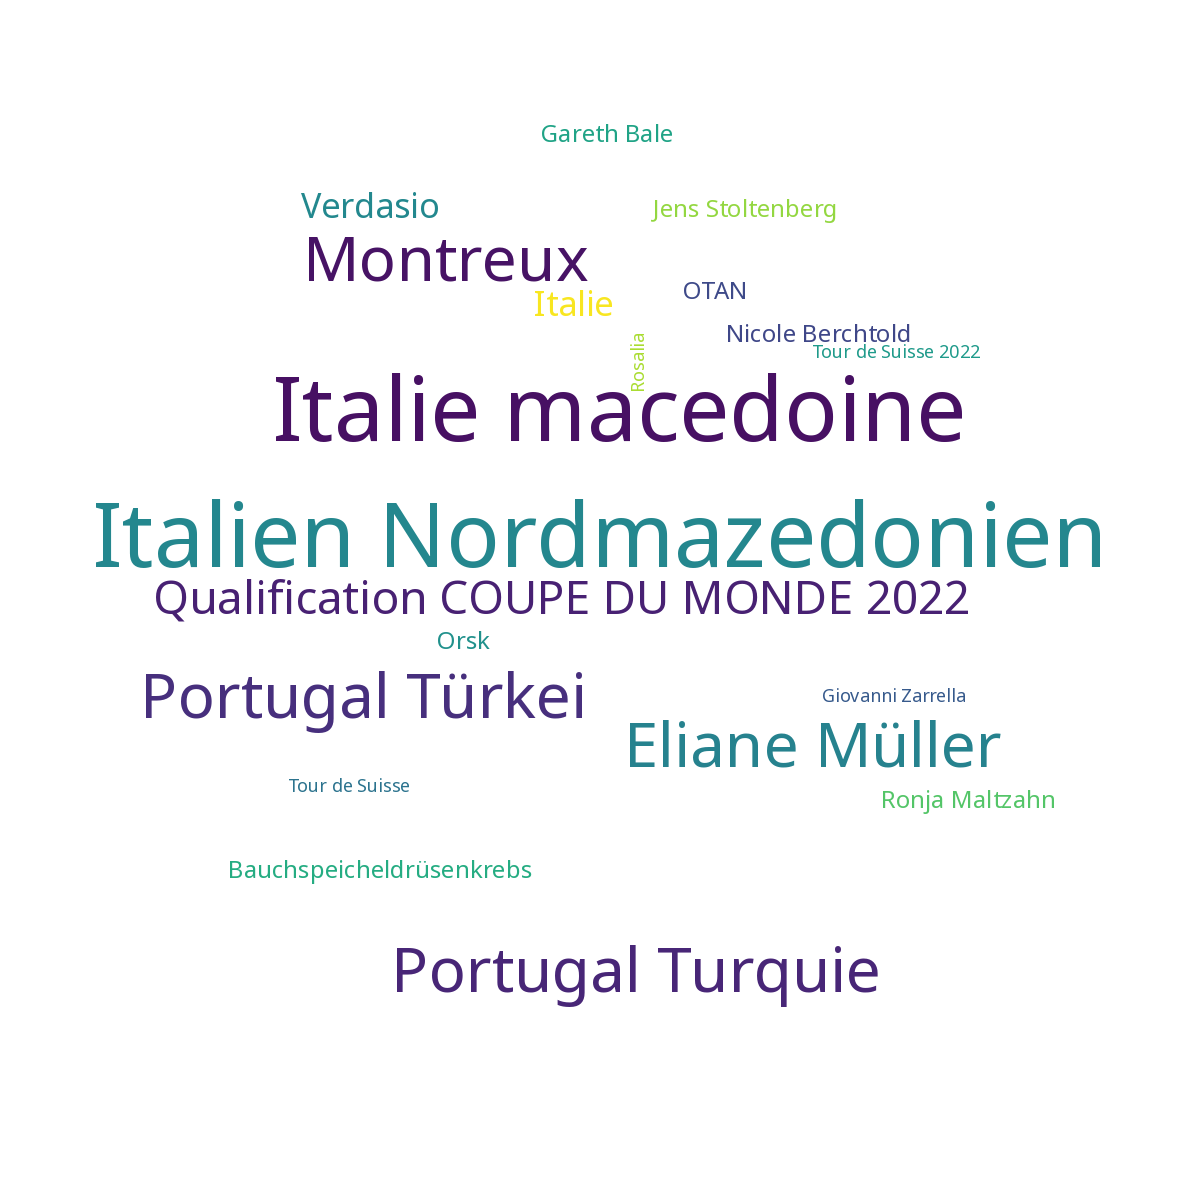 Gareth Bale
Verdasio
Jens Stoltenberg
Montreux
OTAN
Italie
Nicole Berchtold
Tour de Suisse 2022
Rosalia
Italie macedoine
Italien Nordmazedonien
Qualification COUPE DU MONDE 2022
Orsk
Portugal Türkei
Giovanni Zarrella
Eliane Müller
Tour de Suisse
Ronja Maltzahn
Bauchspeicheldrüsenkrebs
Portugal Turquie